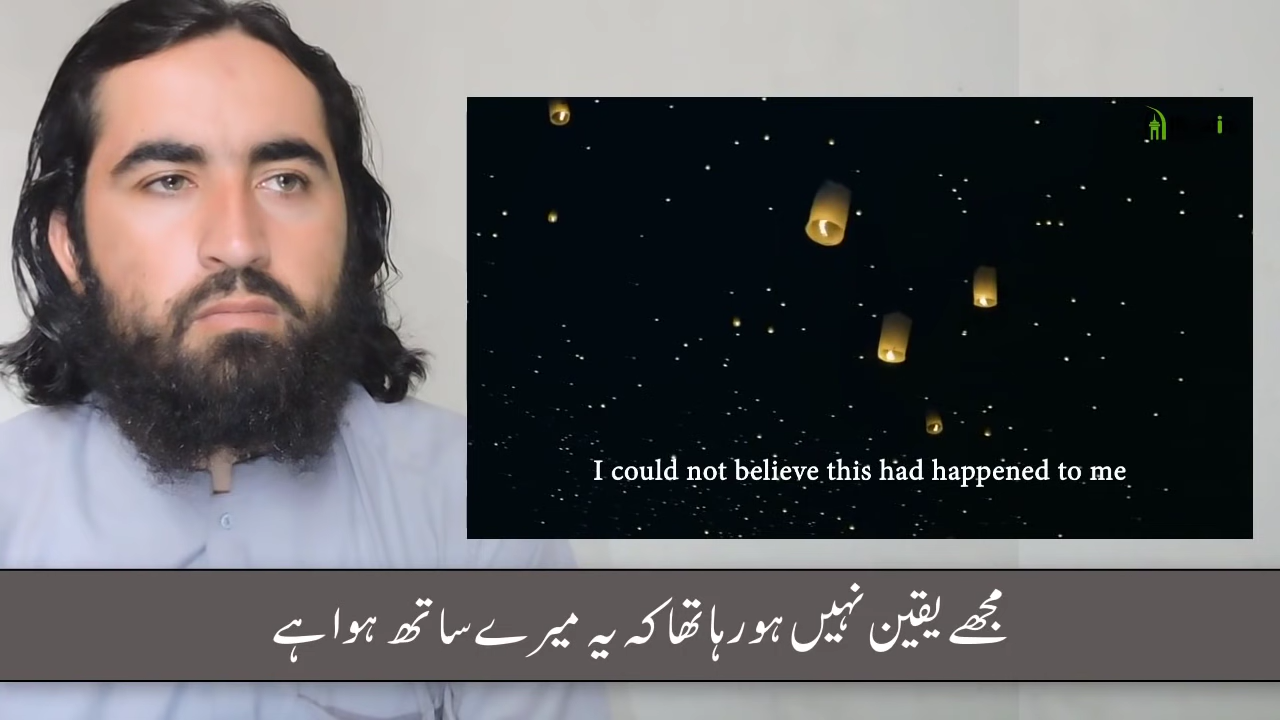 I could not believe this had happened to me
مجھے یقین نہیں ہو رہا تھا کہ یہ میرے ساتھ ہوا ہے